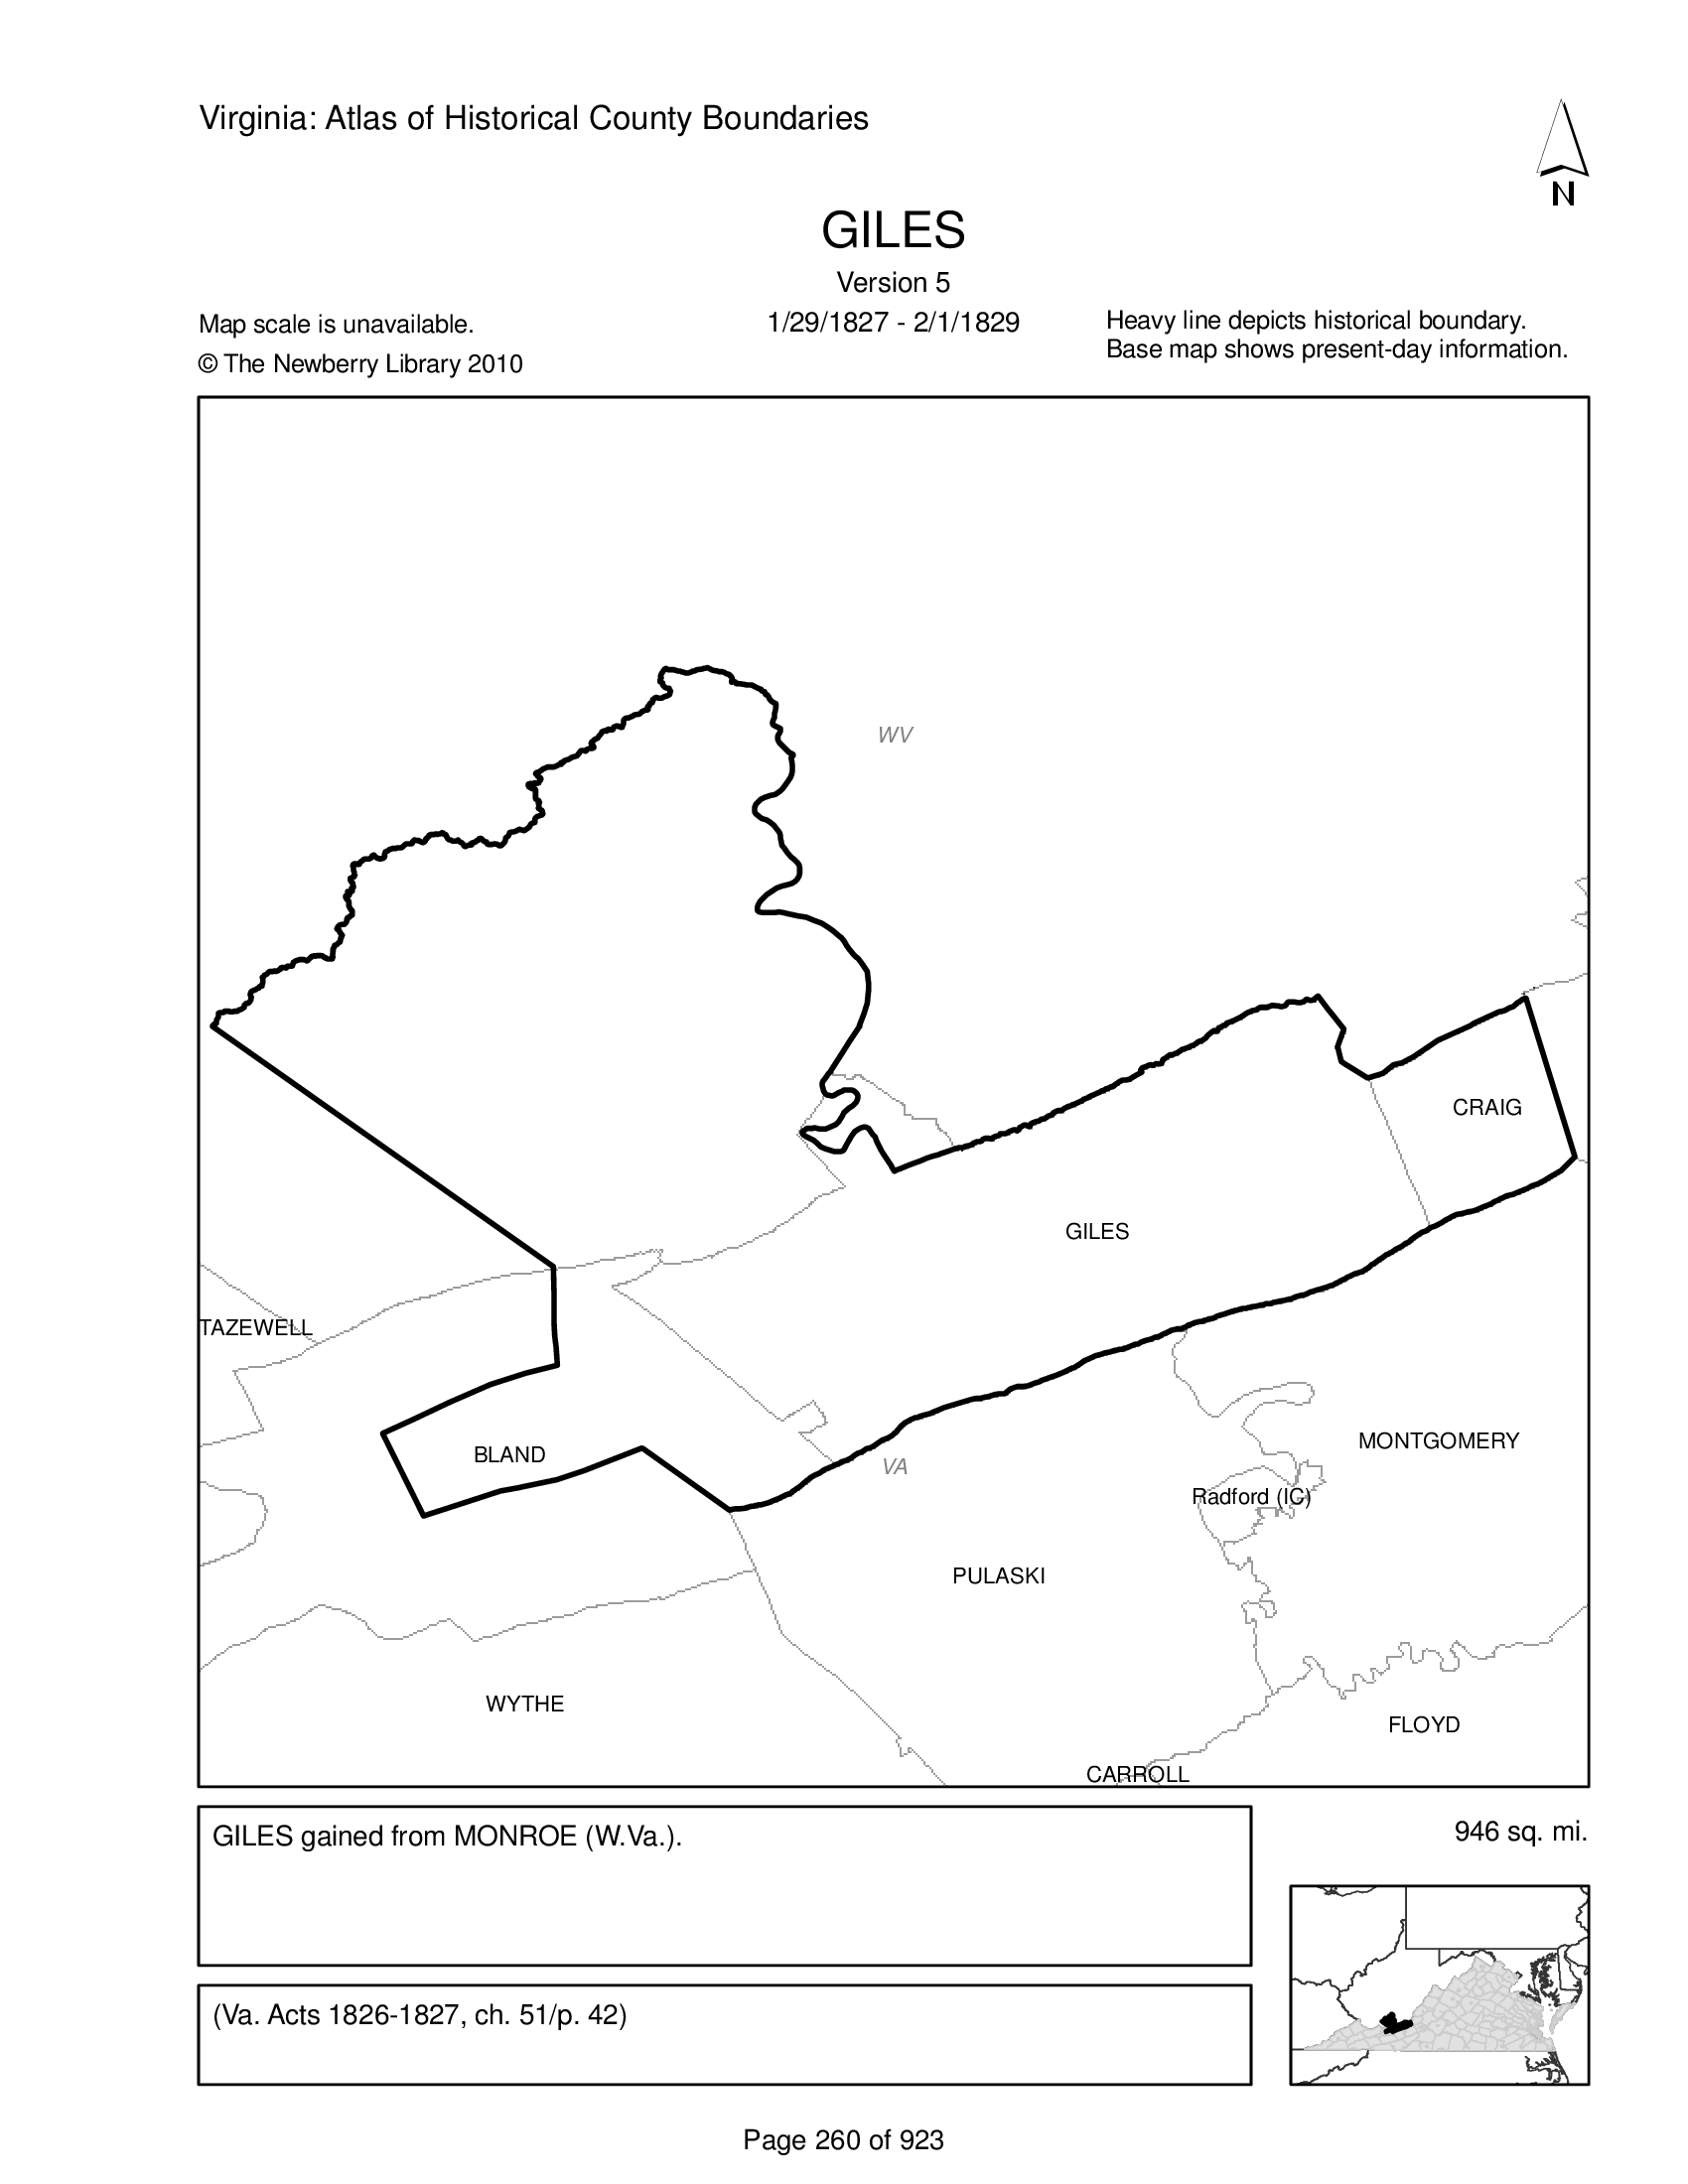 Virginia: Atlas of Historical County Boundaries
N
GILES
Version 5
Map scale is unavailable.
1/29/1827 - 2/1/1829
Heavy line depicts historical boundary.
© The Newberry Library 2010
Base map shows present-day information.
WV
CRAIG
GILES
TAZEWELL
BLAND
VA
MONTGOMERY
Radford (IC)
PULASKI
WYTHE
FLOYD
CARROLL
GILES gained from MONROE (W.Va.).
946 sq. mi.
(Va. Acts 1826-1827, ch. 51/p. 42)
Page 260 of 923